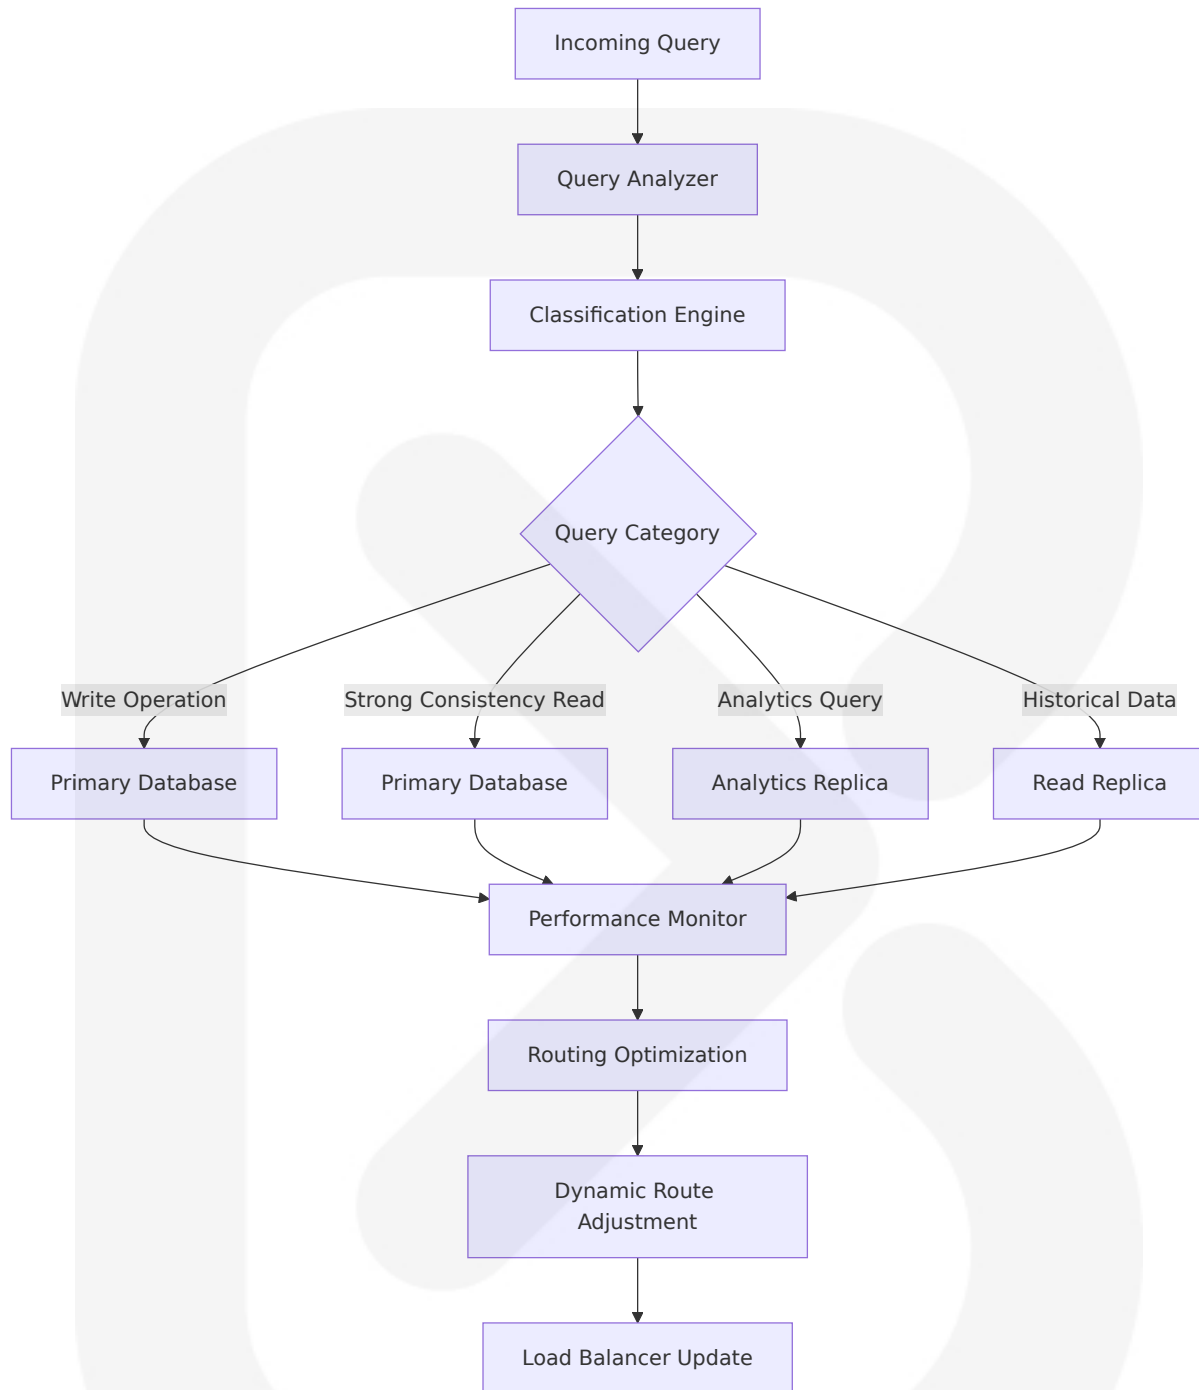 Incoming Query
Query Analyzer
Classification Engine
Query Category
Write Operation
Strong Consistency Read
Analytics Query
Historical Data
Primary Database
Primary Database
Analytics Replica
Read Replica
Performance Monitor
Routing Optimization
Dynamic Route
Adjustment
Load Balancer Update